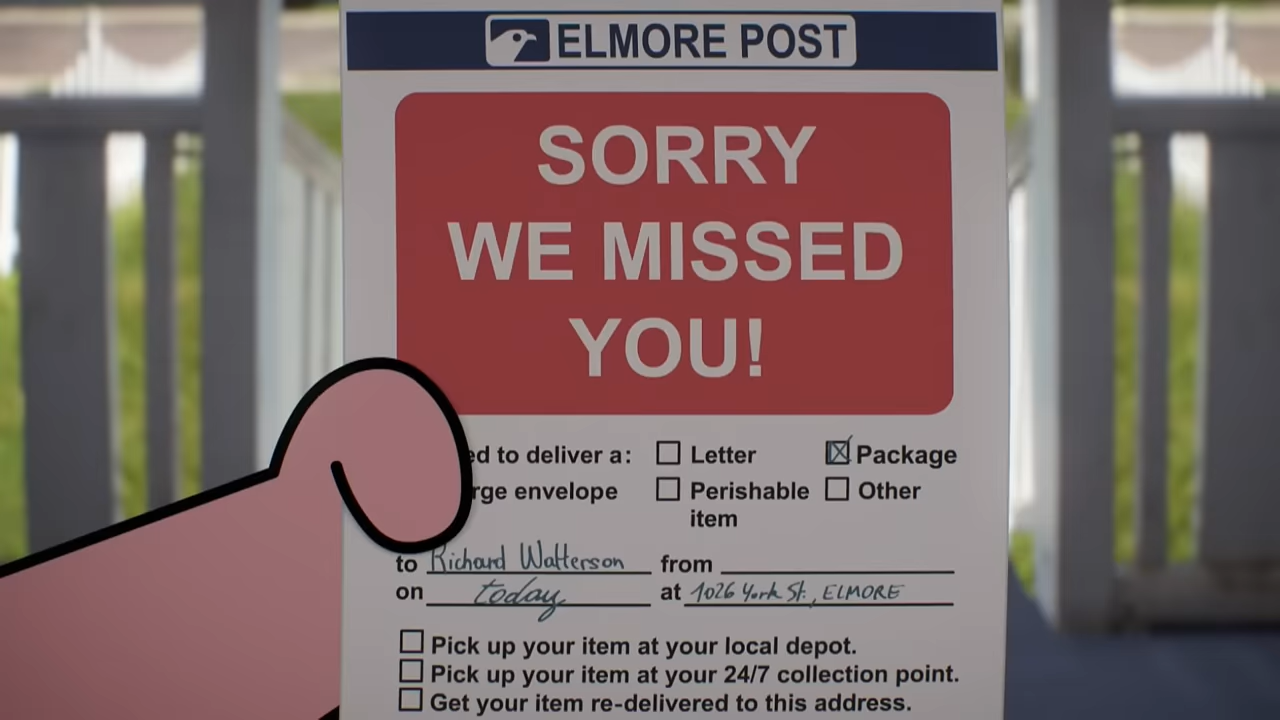 ELMORE POST
SORRY
WE MISSED
YOU!
ed to deliver a: Letter Package
rge envelope Perishable Other
item
to Richard Watterson from
on today at 1026 York St., ELMORE
Pick up your item at your local depot.
Pick up your item at your 24/7 collection point.
Get your item re-delivered to this address.